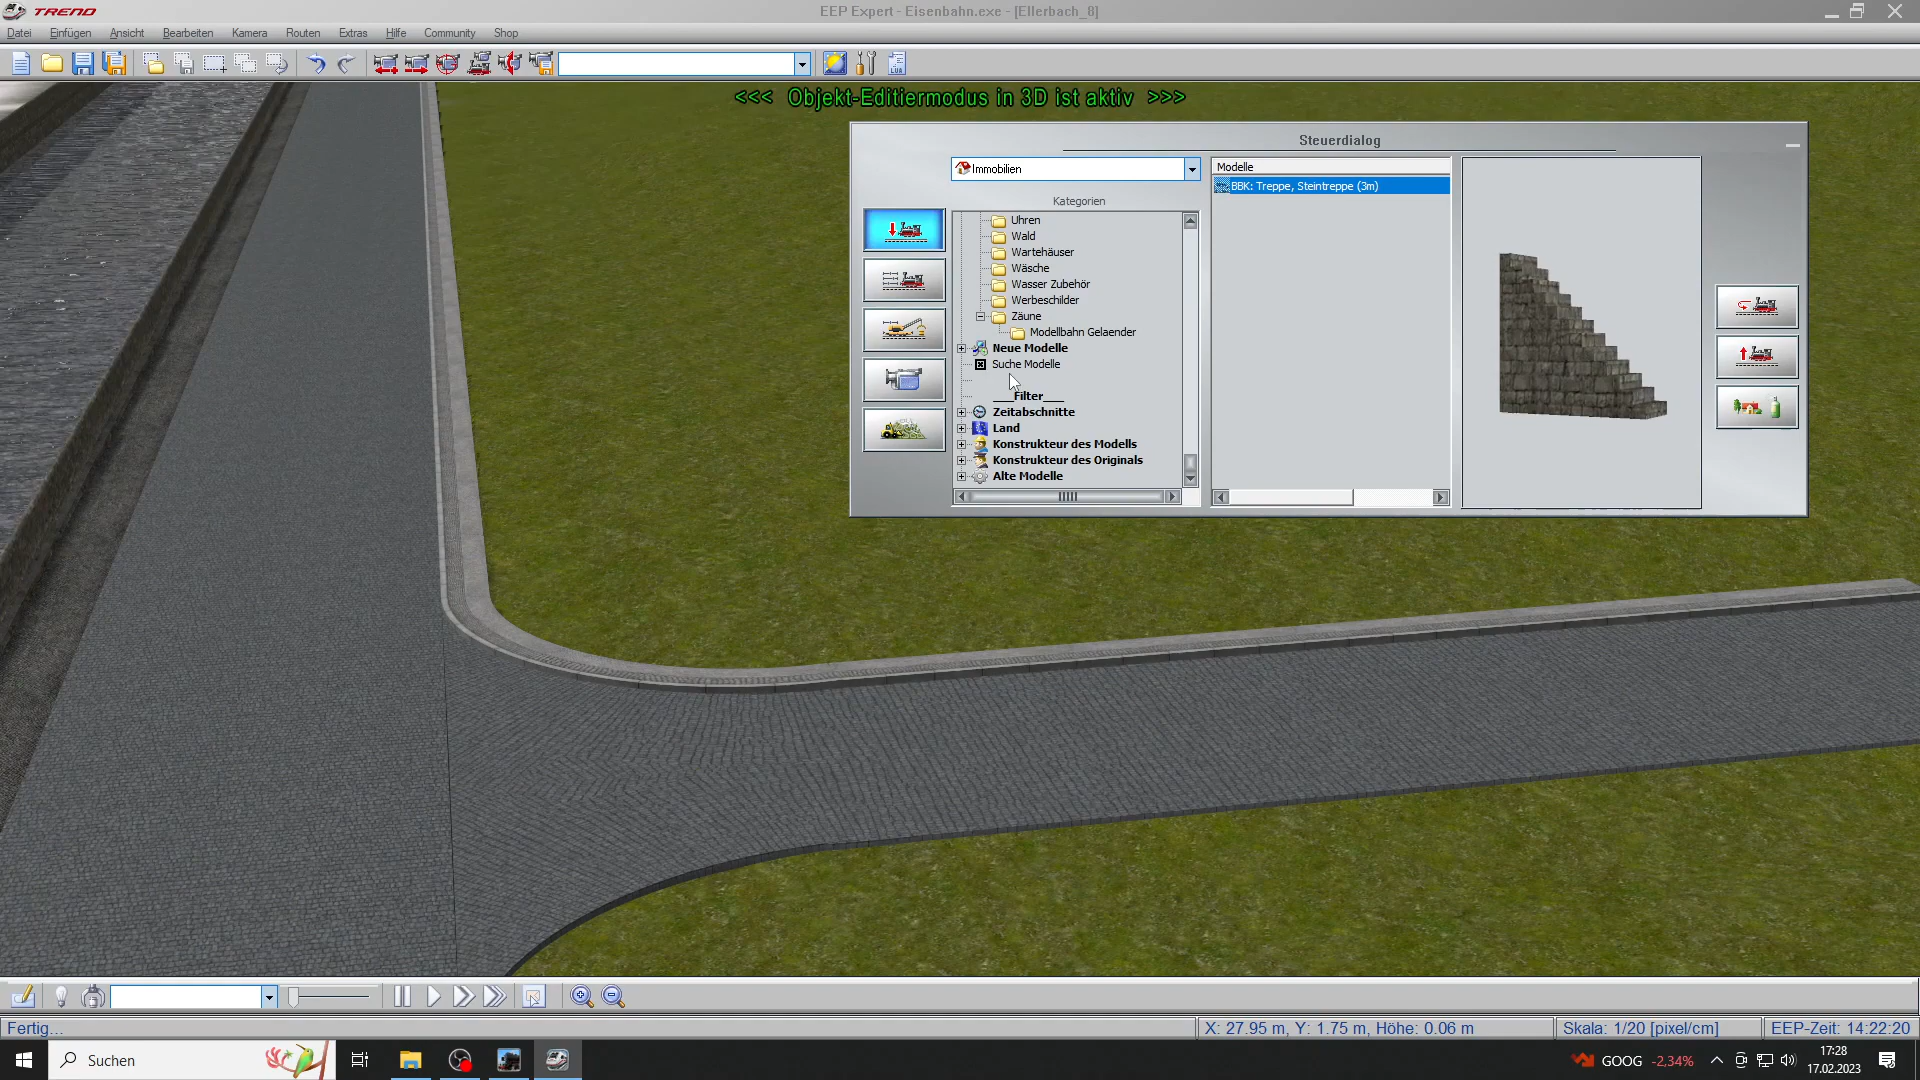 TREND
EEP Expert - Eisenbahn.exe - [Ellerbach_8]
Datei Einfügen Ansicht Bearbeiten Kamera Routen Extras Hilfe Community Shop
LUA
<<< Objekt-Editiermodus in 3D ist aktiv >>>
Steuerdialog
Immobilien
Kategorien
Uhren
Wald
Wartehäuser
Wäsche
Wasser Zubehör
Werbeschilder
Zäune
Modellbahn Gelaender
Neue Modelle
Suche Modelle
___Filter___
Zeitabschnitte
Land
Konstrukteur des Modells
Konstrukteur des Originals
Alte Modelle
Modelle
BBK: Treppe, Steintreppe (3m)
Fertig...
X: 27.95 m, Y: 1.75 m, Höhe: 0.06 m
Skala: 1/20 [pixel/cm]
EEP-Zeit: 14:22:20
Suchen
GOOG -2,34%
17:28
17.02.2023